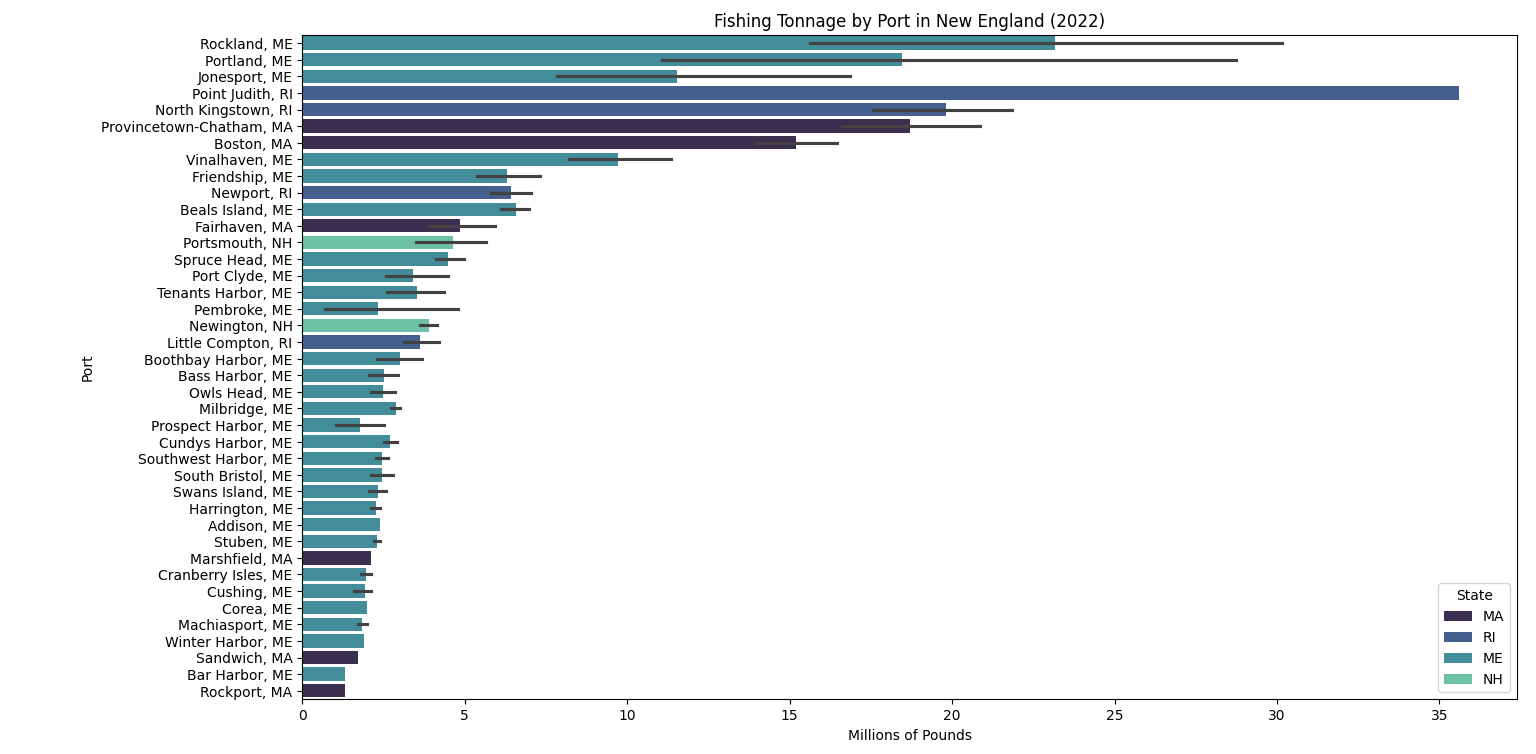 Fishing Tonnage by Port in New England (2022)
Rockland, ME
Portland, ME
Jonesport, ME
Point Judith, RI
North Kingstown, RI
Provincetown-Chatham, MA
Boston, MA
Vinalhaven, ME
Friendship, ME
Newport, RI
Beals Island, ME
Fairhaven, MA
Portsmouth, NH
Spruce Head, ME
Port Clyde, ME
Tenants Harbor, ME
Pembroke, ME
Newington, NH
Little Compton, RI
Boothbay Harbor, ME
Bass Harbor, ME
Owls Head, ME
Milbridge, ME
Prospect Harbor, ME
Cundys Harbor, ME
Southwest Harbor, ME
South Bristol, ME
Swans Island, ME
Harrington, ME
Addison, ME
Stuben, ME
Marshfield, MA
Cranberry Isles, ME
Cushing, ME
Corea, ME
Machiasport, ME
Winter Harbor, ME
Sandwich, MA
Bar Harbor, ME
Rockport, MA
Port
State
MA
RI
ME
NH
0 5 10 15 20 25 30 35
Millions of Pounds